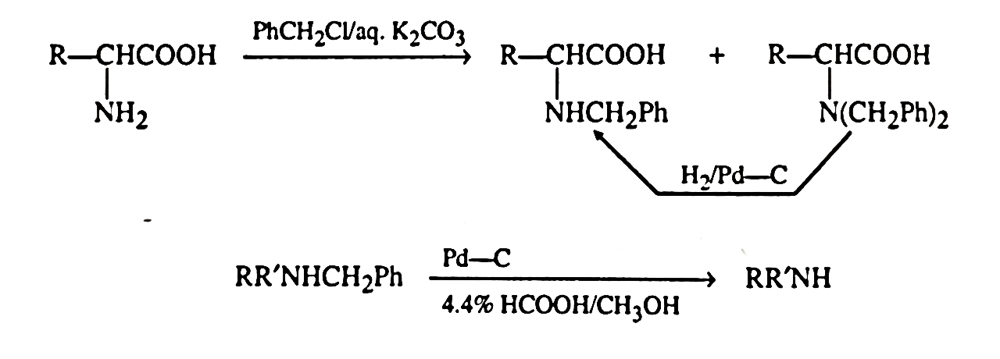 PhCH₂Cl/aq. K₂CO₃
R—CHCOOH R—CHCOOH + R—CHCOOH
NH₂ NHCH₂Ph N(CH₂Ph)₂
H₂/Pd—C
Pd—C
RR′NHCH₂Ph RR′NH
4.4% HCOOH/CH₃OH